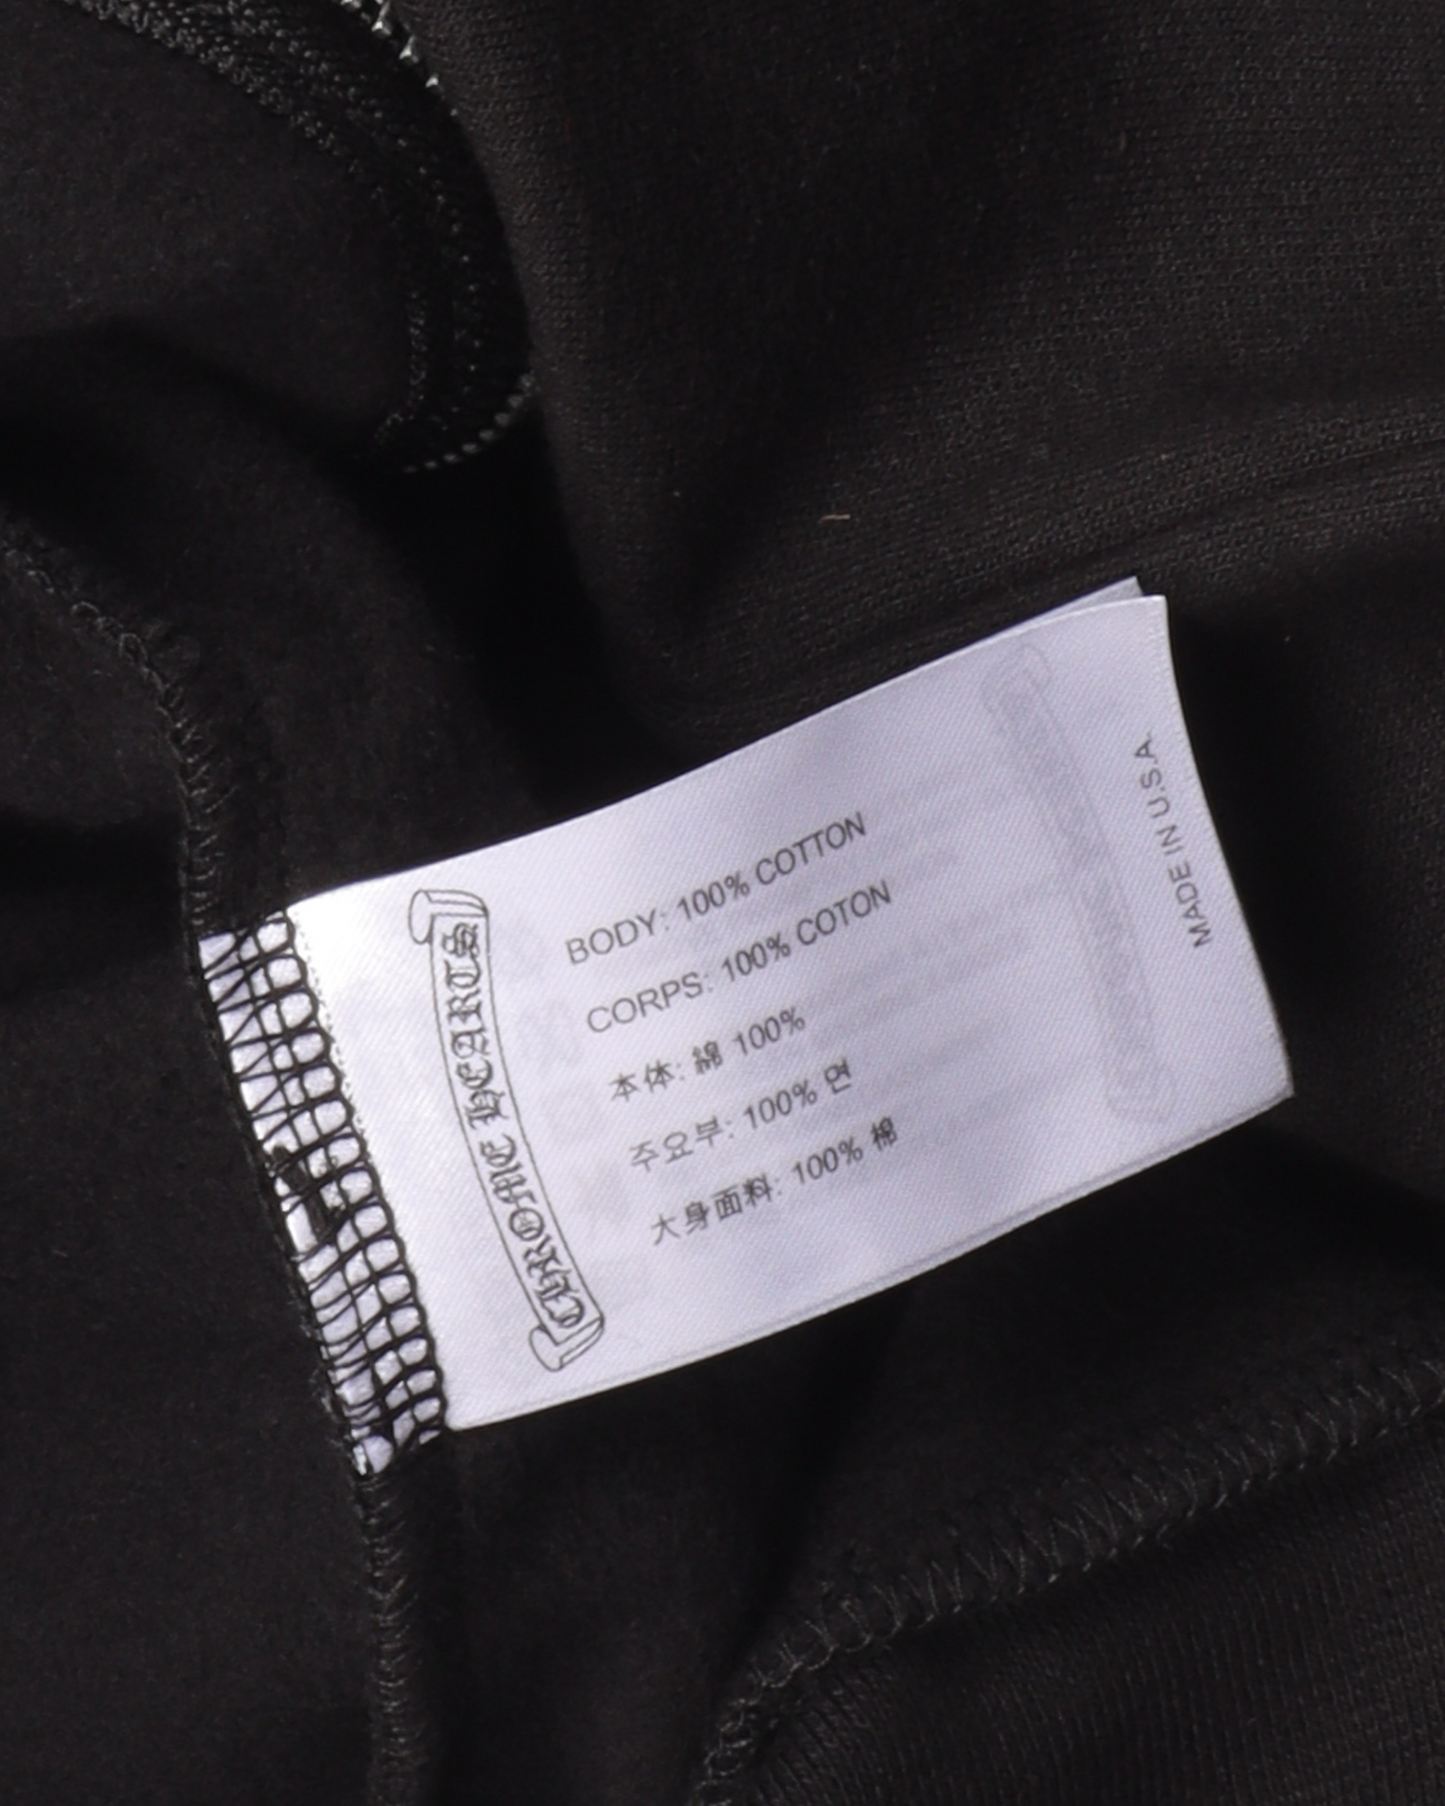 CHROME HEARTS
BODY: 100% COTTON
CORPS: 100% COTON
本体: 綿 100%
주요부: 100% 면
大身面料: 100% 棉
MADE IN U.S.A.